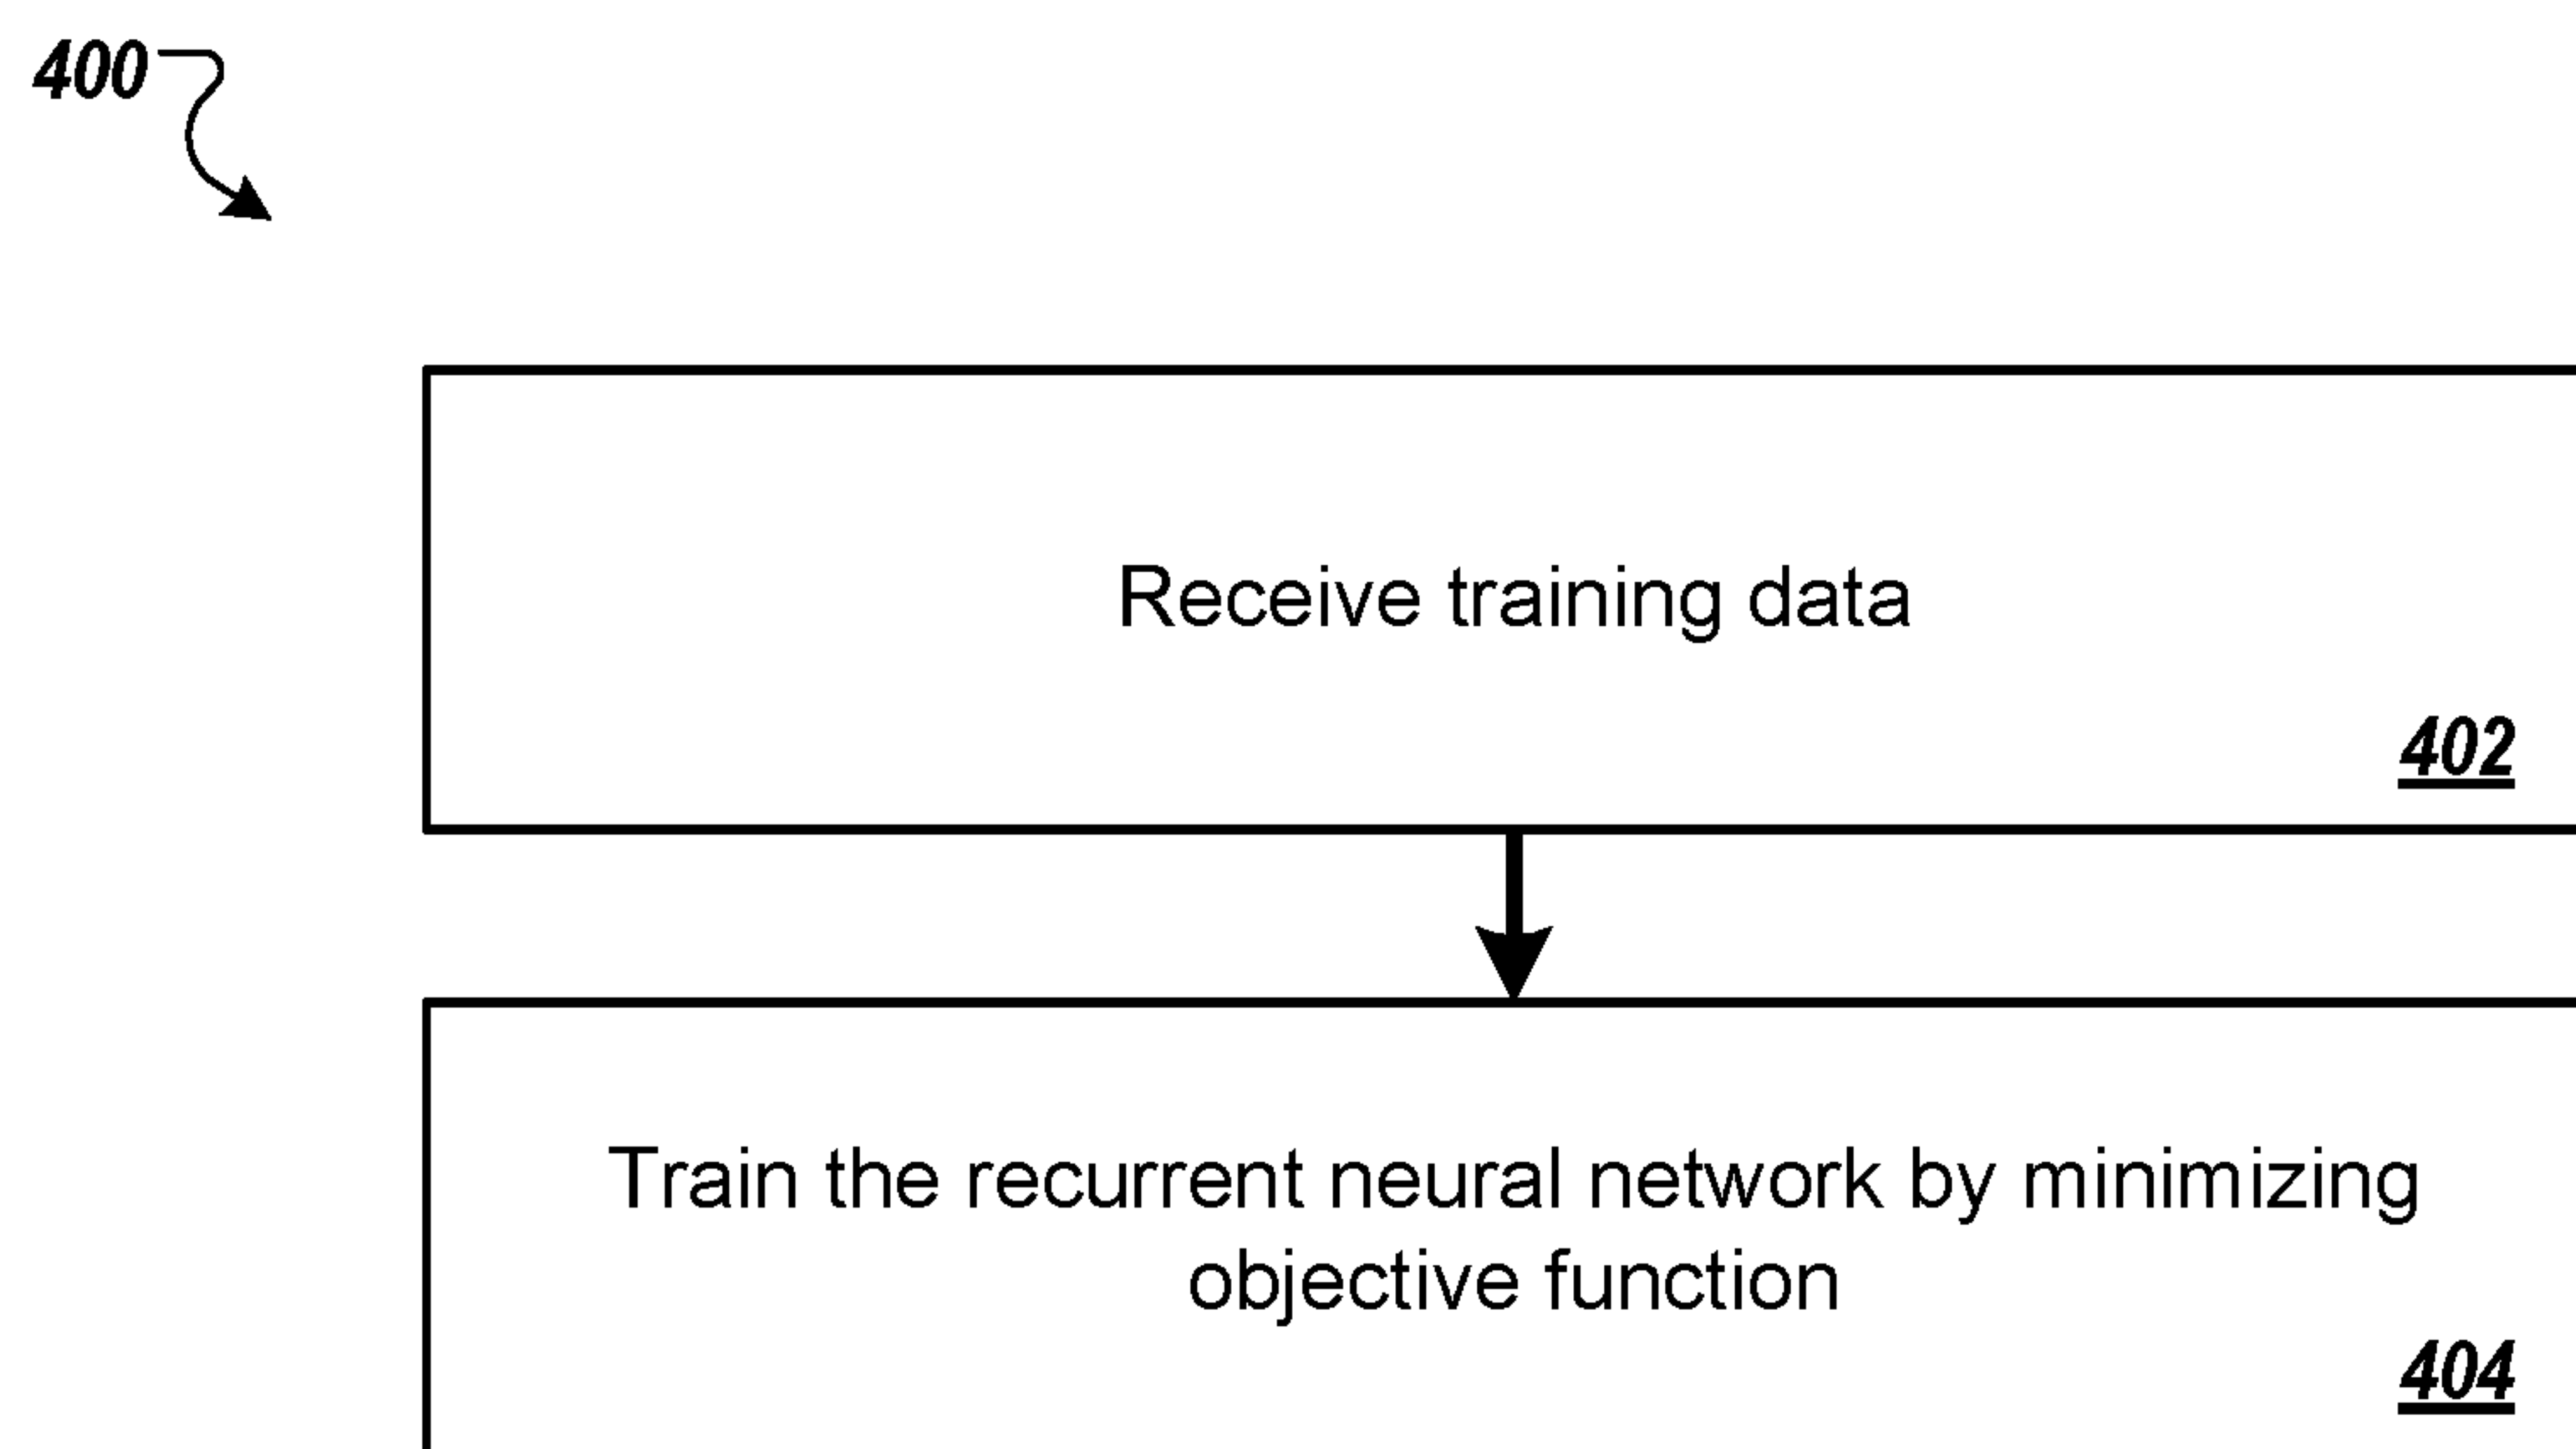 400
Receive training data
402
Train the recurrent neural network by minimizing
objective function
404